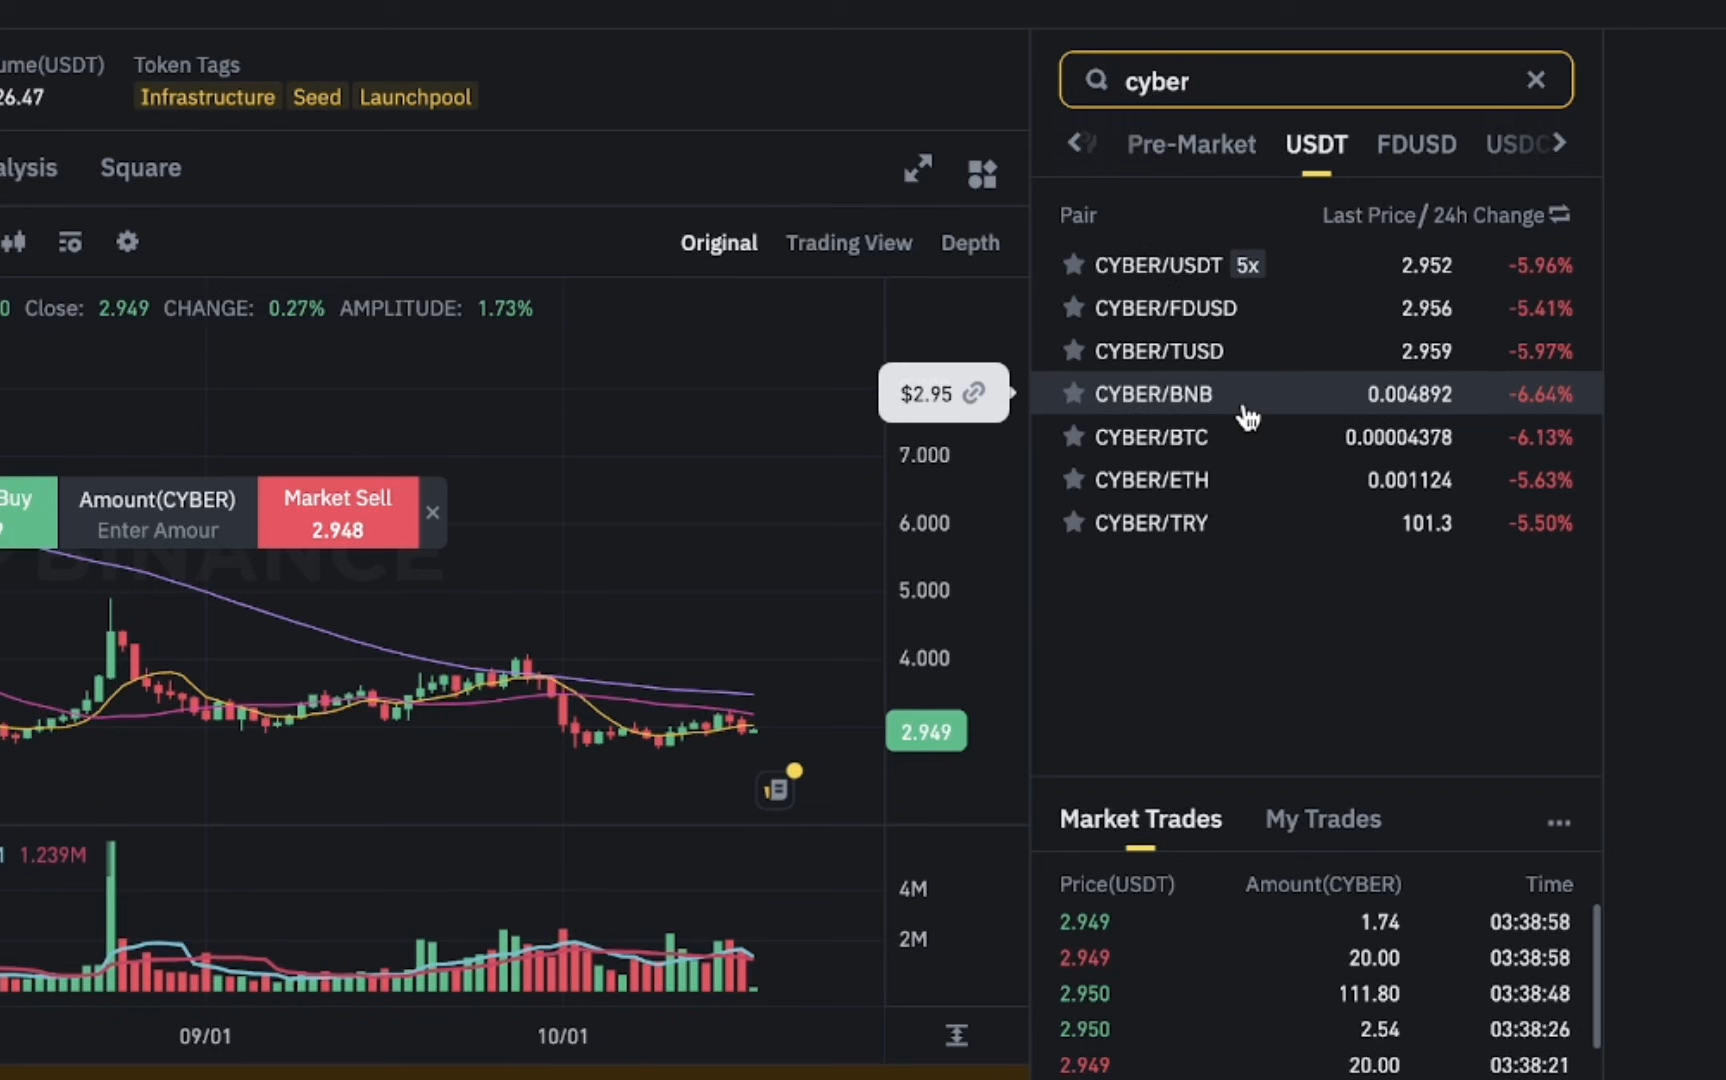 ume(USDT) Token Tags
26.47 Infrastructure Seed Launchpool
alysis Square
Original Trading View Depth
0 Close: 2.949 CHANGE: 0.27% AMPLITUDE: 1.73%
$2.95
7.000
Buy Amount(CYBER) Market Sell
Enter Amour 2.948
6.000
BINANCE
5.000
4.000
2.949
1.239M
4M
2M
09/01 10/01
cyber
Pre-Market USDT FDUSD USDC
Pair Last Price / 24h Change
CYBER/USDT 5x 2.952 -5.96%
CYBER/FDUSD 2.956 -5.41%
CYBER/TUSD 2.959 -5.97%
CYBER/BNB 0.004892 -6.64%
CYBER/BTC 0.00004378 -6.13%
CYBER/ETH 0.001124 -5.63%
CYBER/TRY 101.3 -5.50%
Market Trades My Trades
Price(USDT) Amount(CYBER) Time
2.949 1.74 03:38:58
2.949 20.00 03:38:58
2.950 111.80 03:38:48
2.950 2.54 03:38:26
2.949 20.00 03:38:21